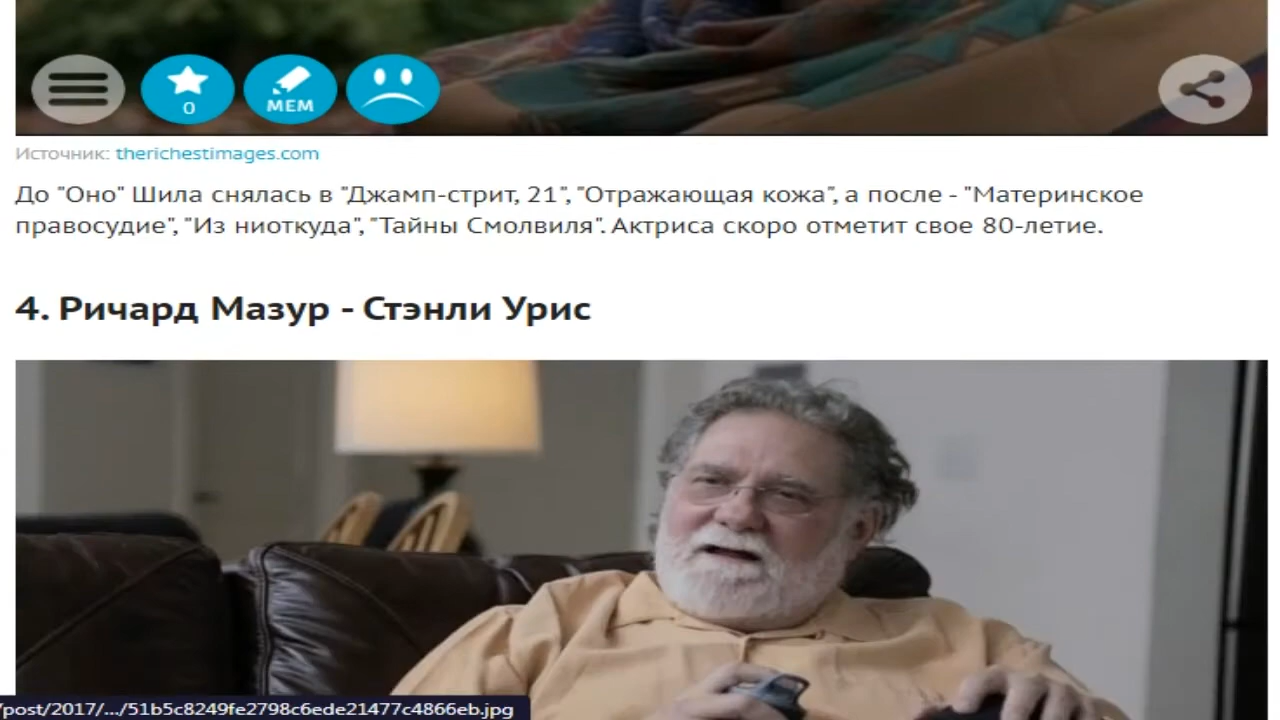 0
МЕМ
Источник: therichestimages.com
До "Оно" Шила снялась в "Джамп-стрит, 21", "Отражающая кожа", а после - "Материнское
правосудие", "Из ниоткуда", "Тайны Смолвиля". Актриса скоро отметит свое 80-летие.
4. Ричард Мазур - Стэнли Урис
/post/2017/.../51b5c8249fe2798c6ede21477c4866eb.jpg